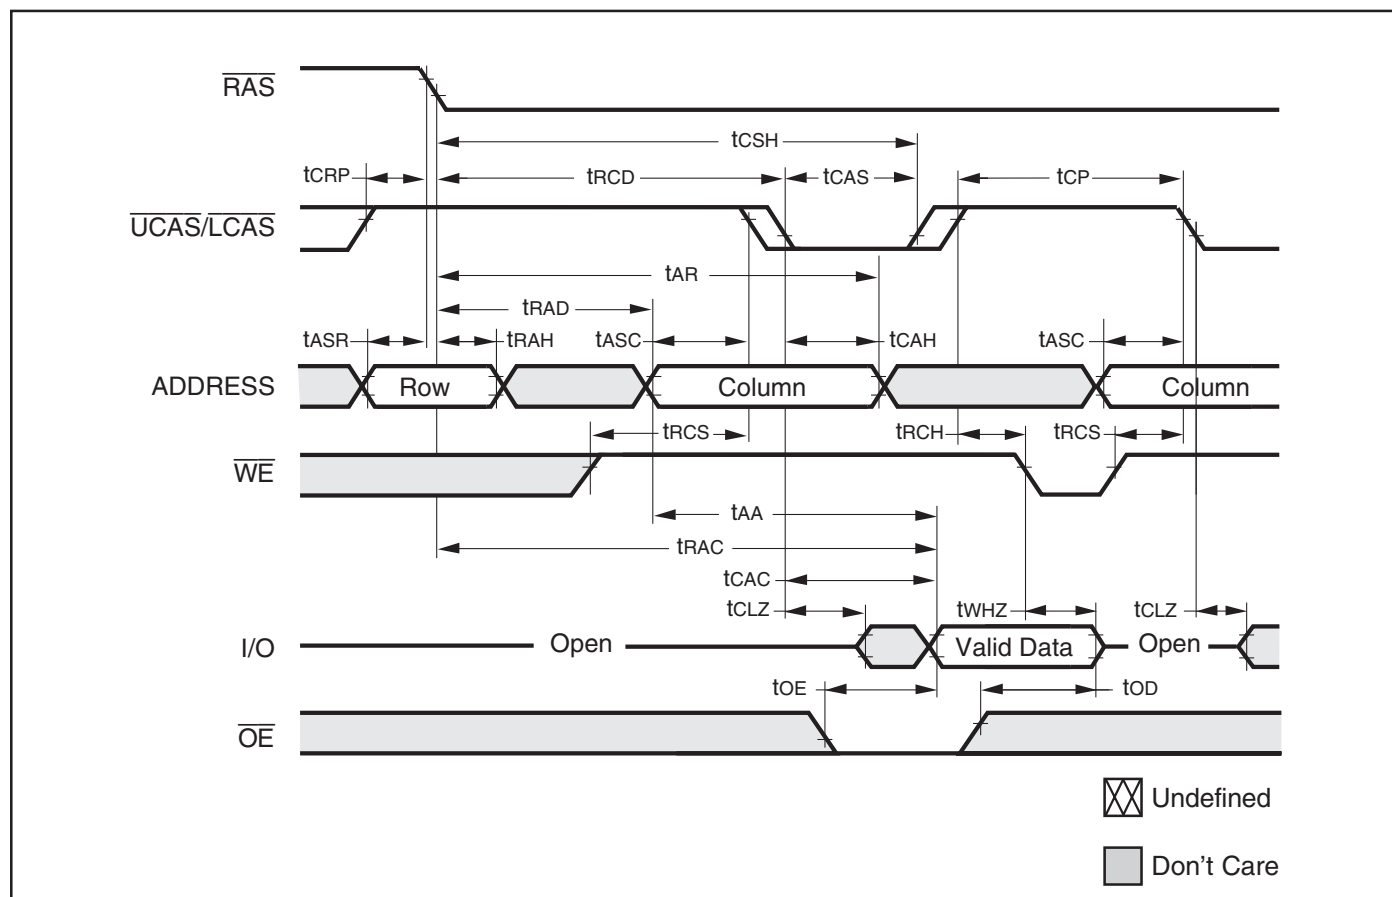 RAS
tCSH
tCRP
tRCD
tCAS
tCP
UCAS/LCAS
tAR
tRAD
tASR
tRAH
tASC
tCAH
tASC
ADDRESS
Row
Column
Column
tRCS
tRCH
tRCS
WE
tAA
tRAC
tCAC
tCLZ
tWHZ
tCLZ
I/O
Open
Valid Data
Open
tOE
tOD
OE
Undefined
Don't Care